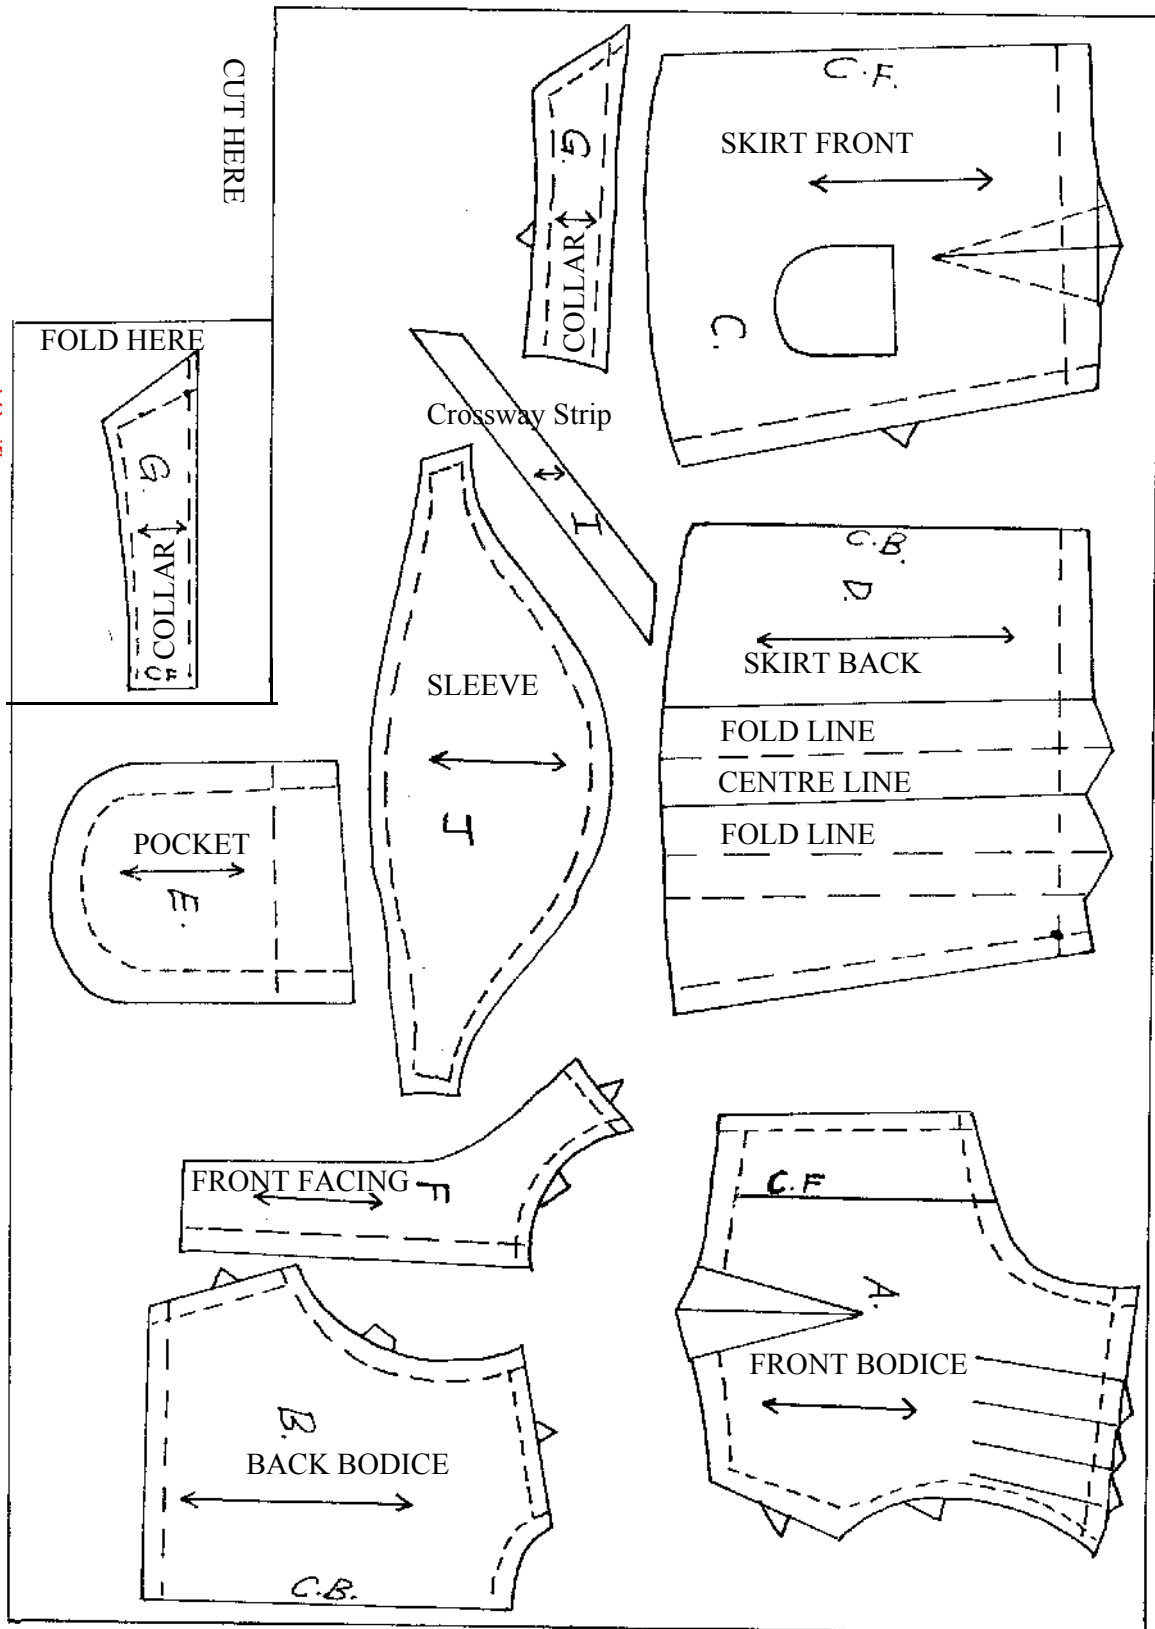 CUT HERE
C.F.
SKIRT FRONT
C.
G.
COLLAR
FOLD HERE
G.
COLLAR
CF
Crossway Strip
I
C.B.
D.
SKIRT BACK
FOLD LINE
CENTRE LINE
FOLD LINE
SLEEVE
J
POCKET
E.
FRONT FACING
F
C.F
A.
FRONT BODICE
B.
BACK BODICE
C.B.